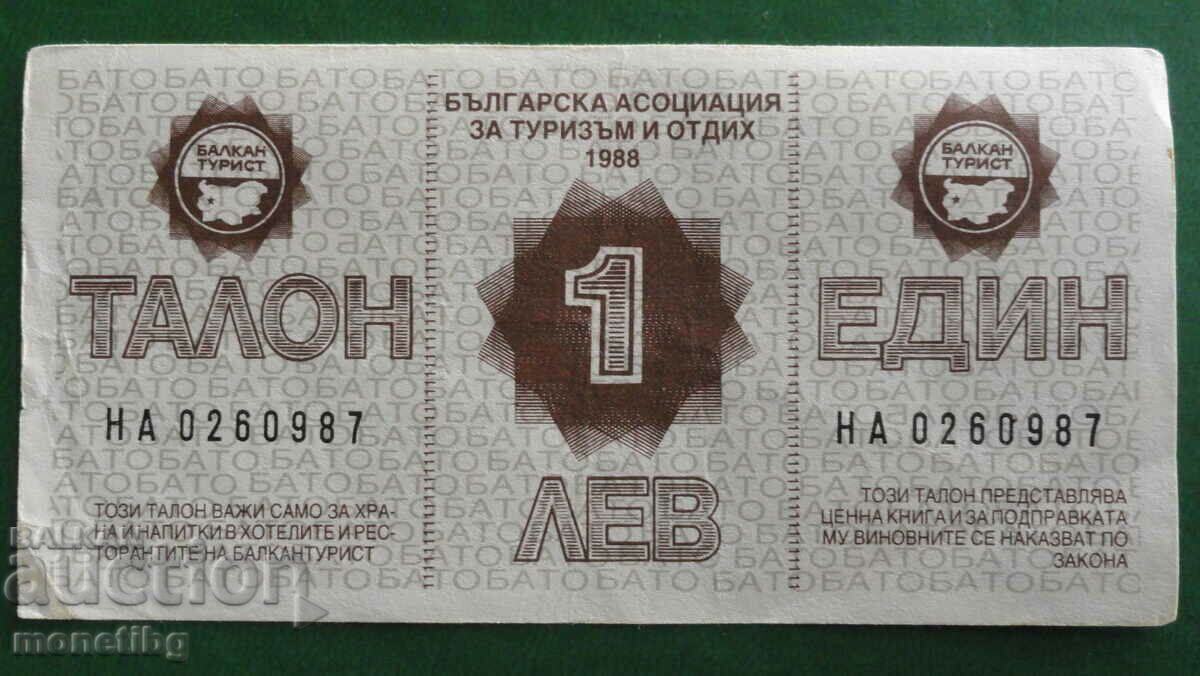 БЪЛГАРСКА АСОЦИАЦИЯ
ЗА ТУРИЗЪМ И ОТДИХ
1988
БАЛКАН
ТУРИСТ
БАЛКАН
ТУРИСТ
ТАЛОН
1
ЕДИН
НА 0260987
НА 0260987
ЛЕВ
ТОЗИ ТАЛОН ВАЖИ САМО ЗА ХРА-
НА И НАПИТКИ В ХОТЕЛИТЕ И РЕС-
ТОРАНТИТЕ НА БАЛКАНТУРИСТ
ТОЗИ ТАЛОН ПРЕДСТАВЛЯВА
ЦЕННА КНИГА И ЗА ПОДПРАВКАТА
МУ ВИНОВНИТЕ СЕ НАКАЗВАТ ПО
ЗАКОНА
auction
monetibg